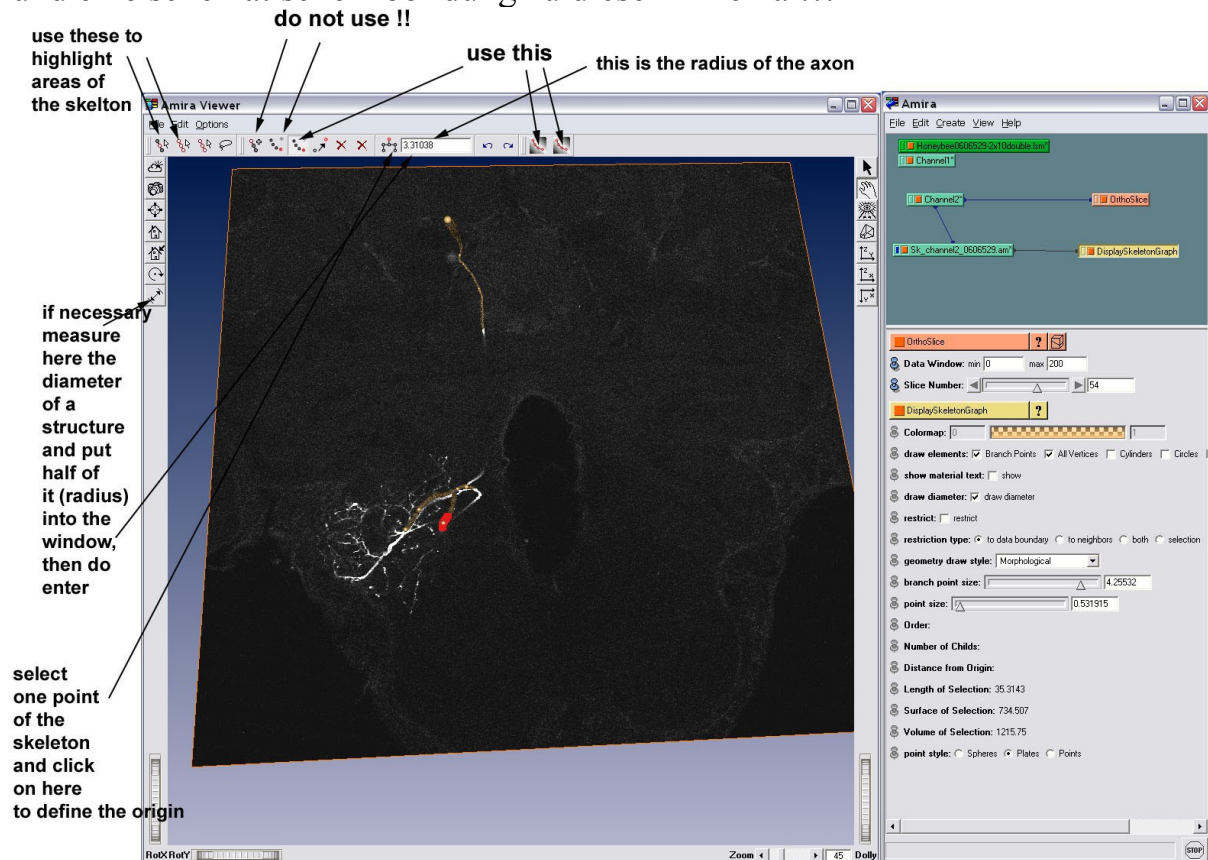 do not use !!
use these to
highlight
areas of
the skelton
use this
this is the radius of the axon
Amira Viewer
File Edit Options
3.31038
if necessary
measure
here the
diameter
of a
structure
and put
half of
it (radius)
into the
window,
then do
enter
select
one point
of the
skeleton
and click
on here
to define the origin
RotX RotY
Zoom
45
Dolly
Amira
File Edit Create View Help
Honeybee0606529-2x10double.lsm*
Channel1*
Channel2*
OrthoSlice
Sk_channel2_0606529.am*
DisplaySkeletonGraph
OrthoSlice ?
Data Window: min 0 max 200
Slice Number: 54
DisplaySkeletonGraph ?
Colormap: 0 1
draw elements: Branch Points All Vertices Cylinders Circles
show material text: show
draw diameter: draw diameter
restrict: restrict
restriction type: to data boundary to neighbors both selection
geometry draw style: Morphological
branch point size: 4.25532
point size: 0.531915
Order:
Number of Childs:
Distance from Origin:
Length of Selection: 35.3143
Surface of Selection: 734.507
Volume of Selection: 1215.75
point style: Spheres Plates Points
STOP